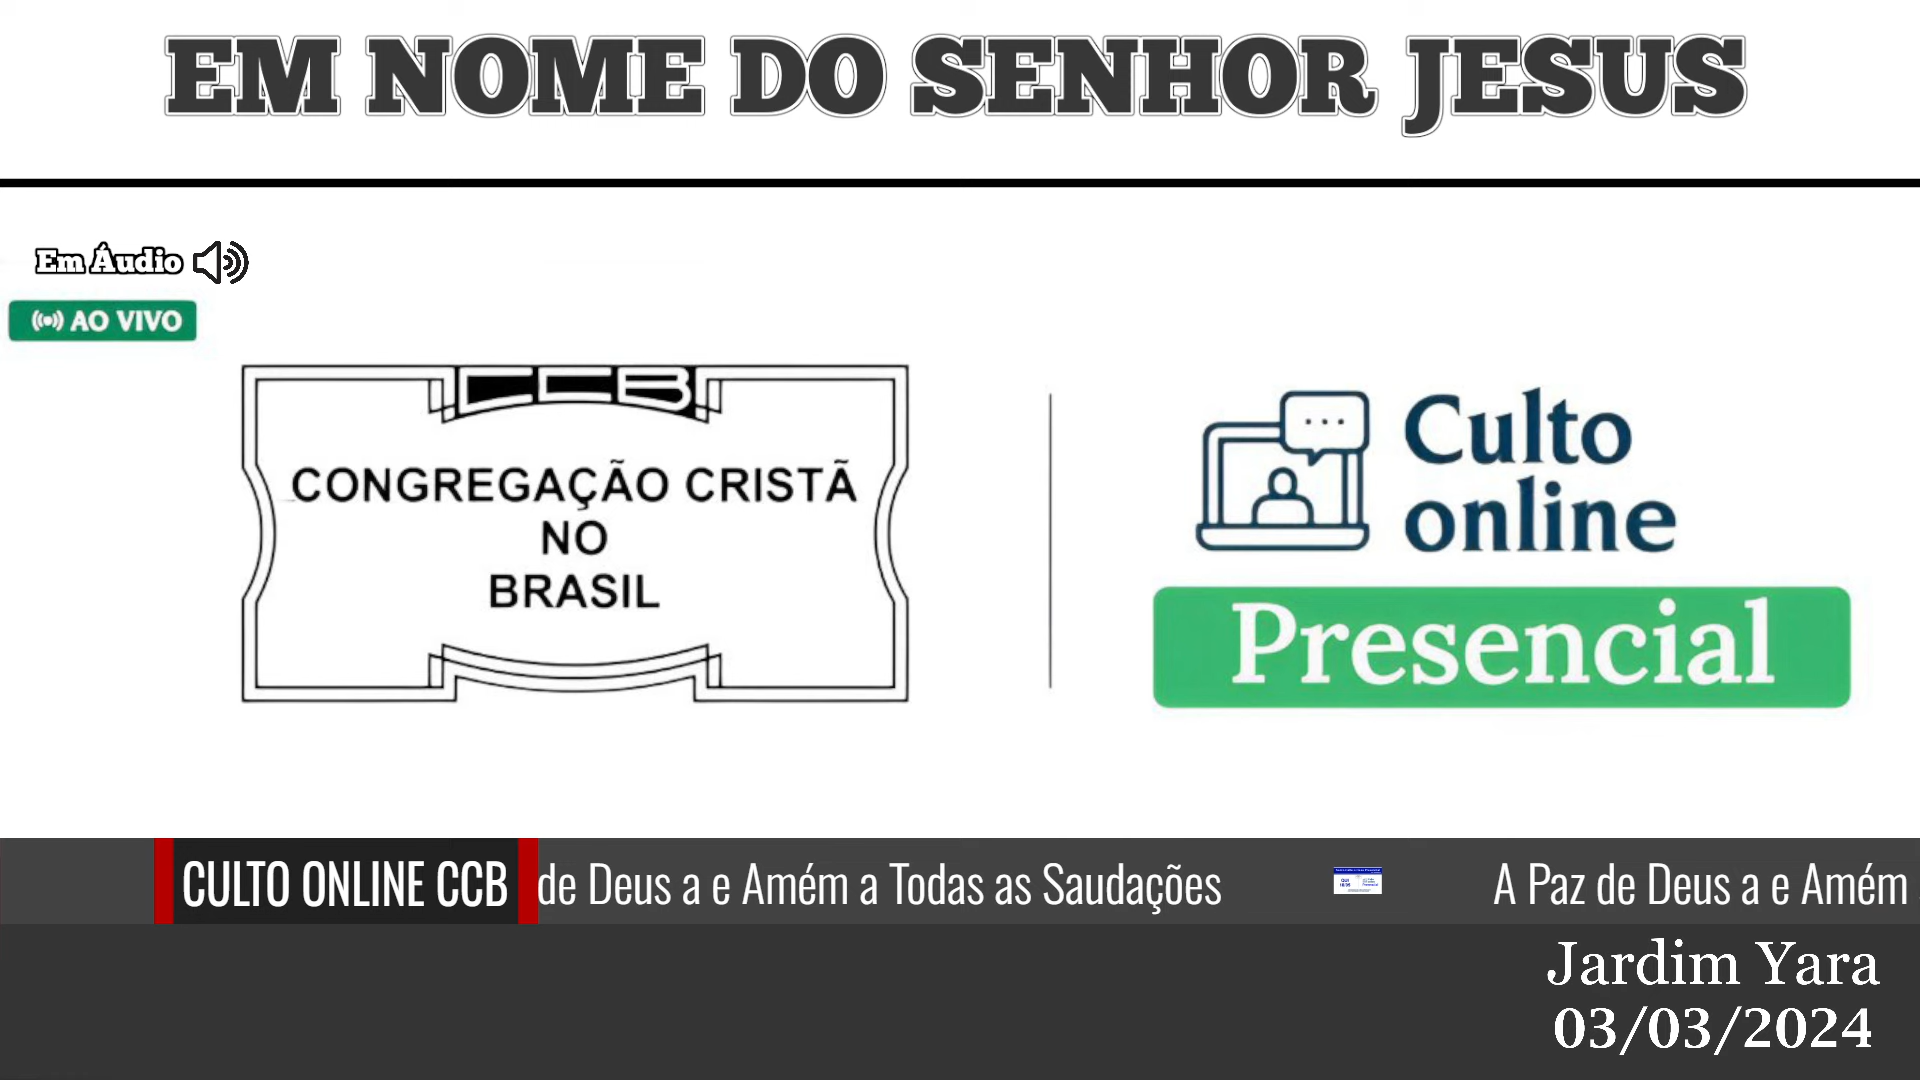 EM NOME DO SENHOR JESUS
Em Áudio
AO VIVO
CCB
CONGREGAÇÃO CRISTÃ
NO
BRASIL
Culto
online
Presencial
CULTO ONLINE CCB de Deus a e Amém a Todas as Saudações A Paz de Deus a e Amém
Jardim Yara
03/03/2024